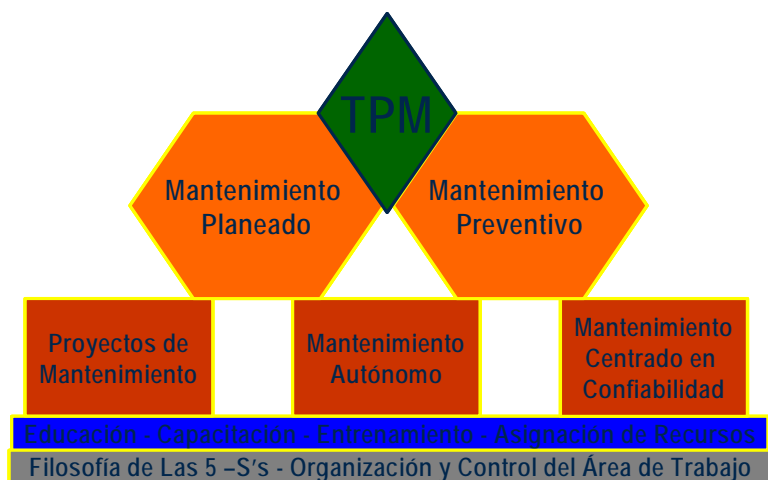 TPM
Mantenimiento
Planeado
Mantenimiento
Preventivo
Proyectos de
Mantenimiento
Mantenimiento
Autónomo
Mantenimiento
Centrado en
Confiabilidad
Educación - Capacitación - Entrenamiento - Asignación de Recursos
Filosofía de Las 5 –S's - Organización y Control del Área de Trabajo